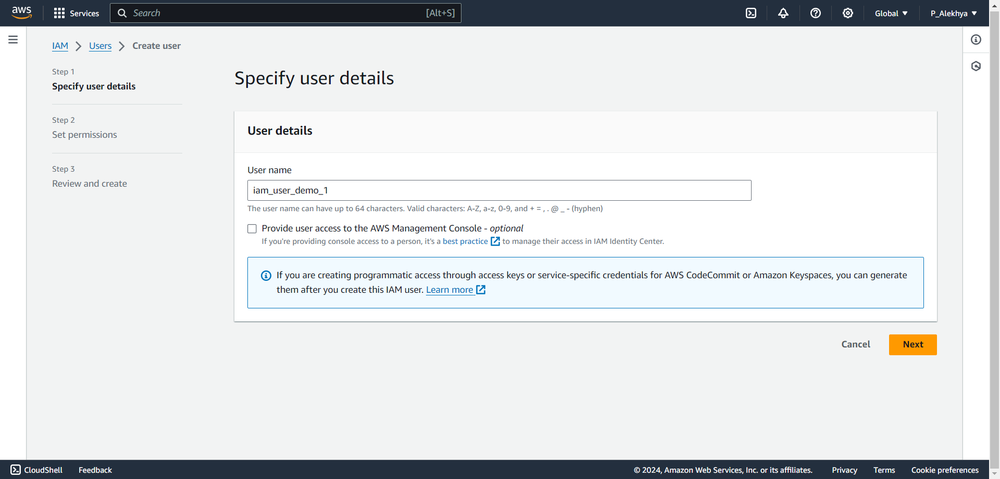 aws
Services
Search
[Alt+S]
Global
P_Alekhya
IAM
Users
Create user
Step 1
Specify user details
Step 2
Set permissions
Step 3
Review and create
Specify user details
User details
User name
iam_user_demo_1
The user name can have up to 64 characters. Valid characters: A-Z, a-z, 0-9, and + = , . @ _ - (hyphen)
Provide user access to the AWS Management Console - optional
If you're providing console access to a person, it's a best practice to manage their access in IAM Identity Center.
If you are creating programmatic access through access keys or service-specific credentials for AWS CodeCommit or Amazon Keyspaces, you can generate
them after you create this IAM user. Learn more
Cancel
Next
CloudShell
Feedback
© 2024, Amazon Web Services, Inc. or its affiliates.
Privacy
Terms
Cookie preferences